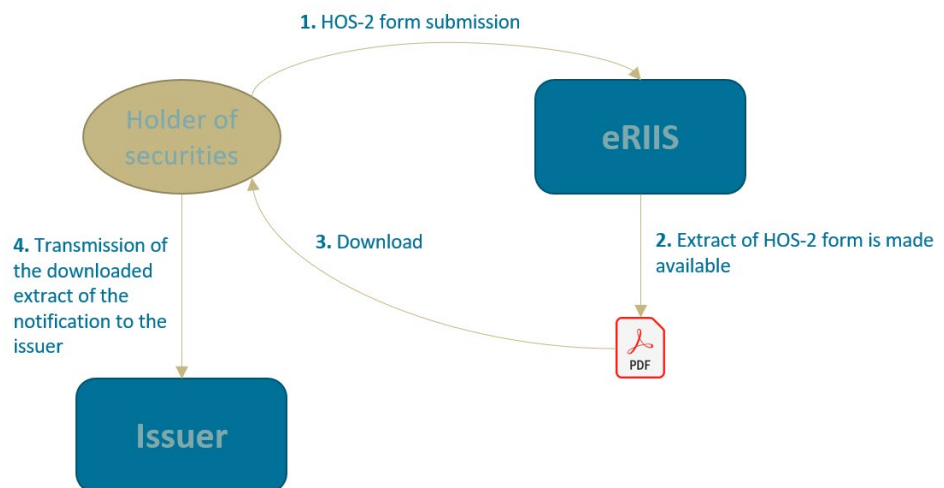 1. HOS-2 form submission
Holder of
securities
eRIIS
4. Transmission of
the downloaded
extract of the
notification to the
issuer
3. Download
2. Extract of HOS-2 form is made
available
PDF
Issuer